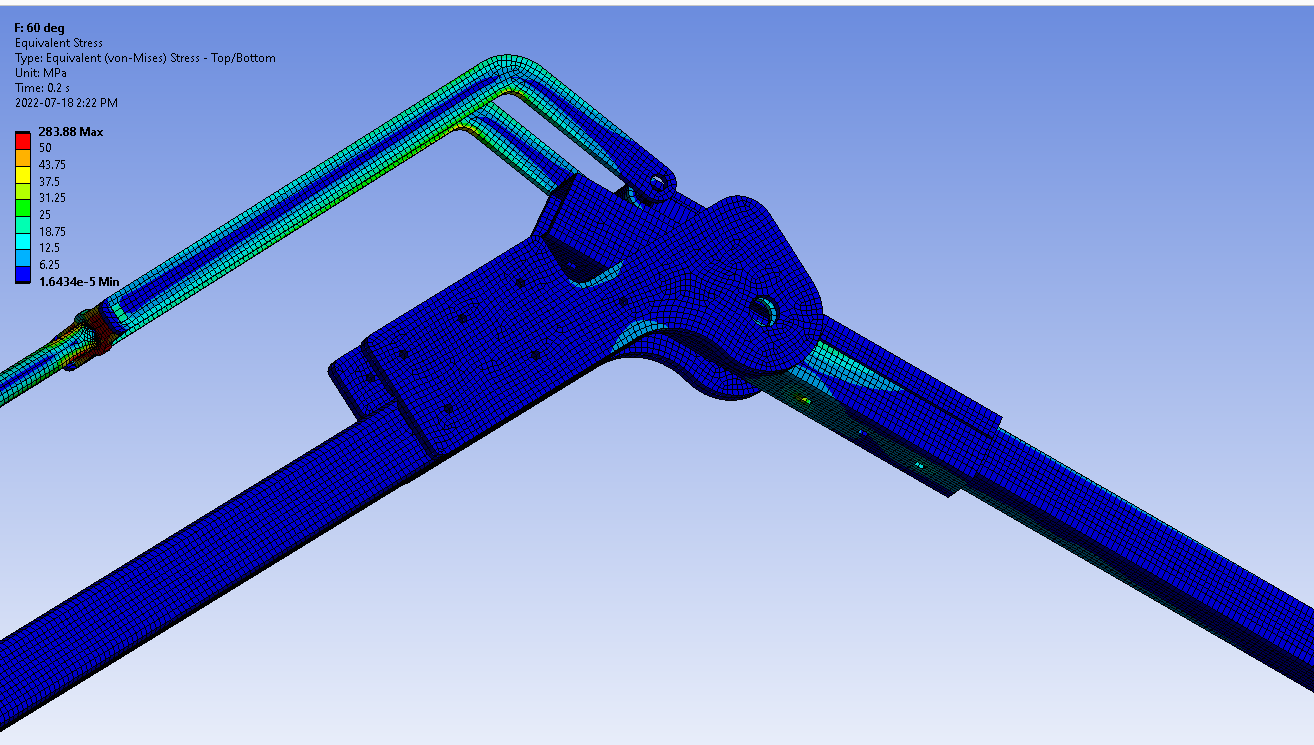 F: 60 deg
Equivalent Stress
Type: Equivalent (von-Mises) Stress - Top/Bottom
Unit: MPa
Time: 0.2 s
2022-07-18 2:22 PM
283.88 Max
50
43.75
37.5
31.25
25
18.75
12.5
6.25
1.6434e-5 Min